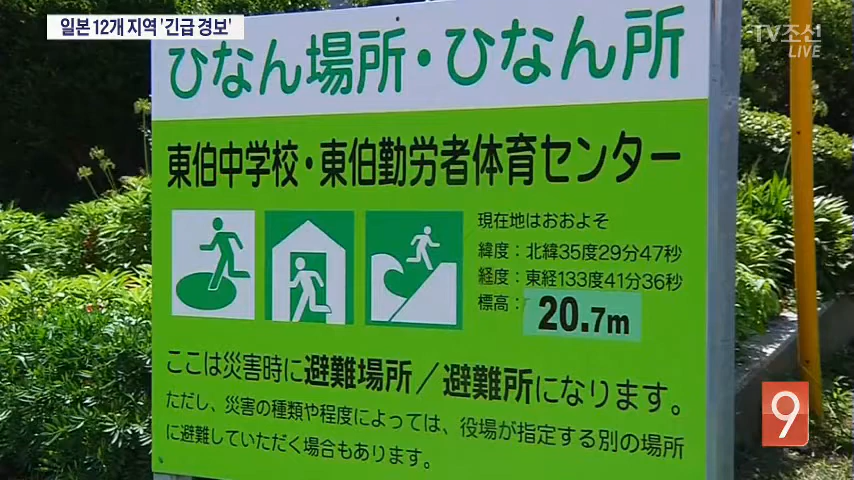 일본 12개 지역 '긴급 경보'
TV조선
LIVE
ひなん場所・ひなん所
東伯中学校・東伯勤労者体育センター
現在地はおおよそ
緯度：北緯35度29分47秒
経度：東経133度41分36秒
標高：20.7m
ここは災害時に避難場所／避難所になります。
ただし、災害の種類や程度によっては、役場が指定する別の場所
に避難していただく場合もあります。
9